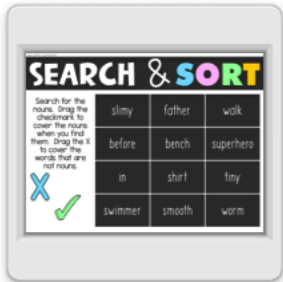 SEARCH & SORT
Search for the
nouns. Drag the
checkmark to
cover the nouns
when you find
them. Drag the X
to cover the
words that are
not nouns.
slimy father walk
before bench superhero
in shirt tiny
swimmer smooth worm